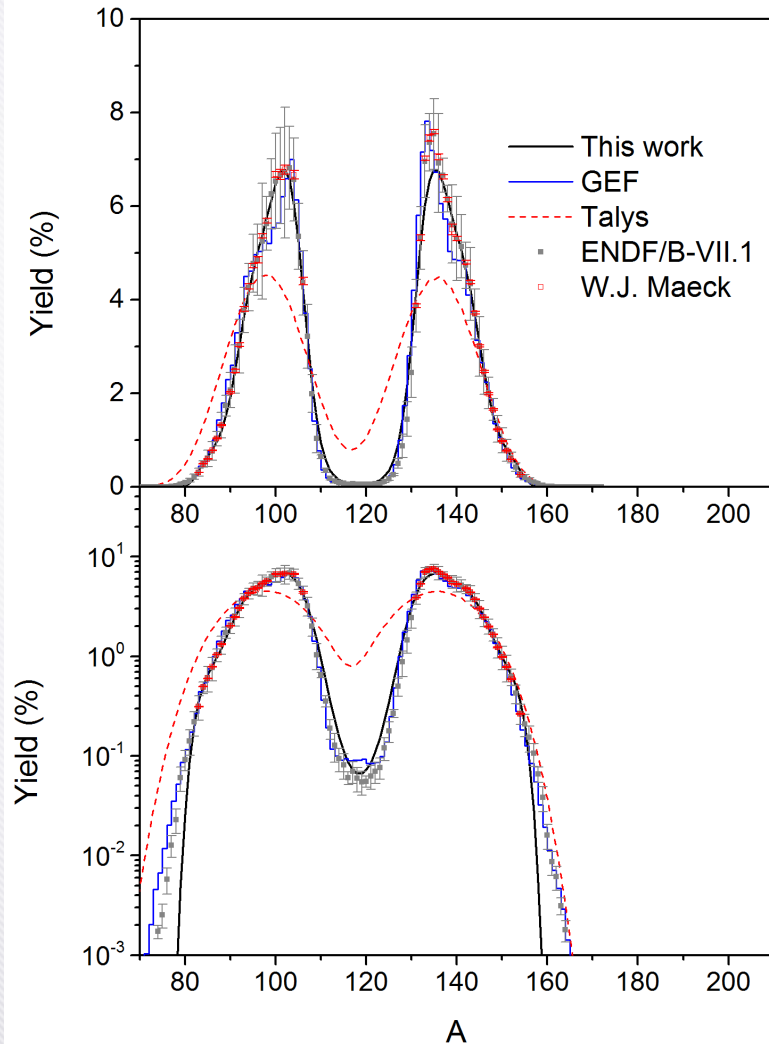 10
8
6
4
2
0
Yield (%)
This work
GEF
Talys
ENDF/B-VII.1
W.J. Maeck
80 100 120 140 160 180 200
10^1
10^0
10^-1
10^-2
10^-3
Yield (%)
80 100 120 140 160 180 200
A